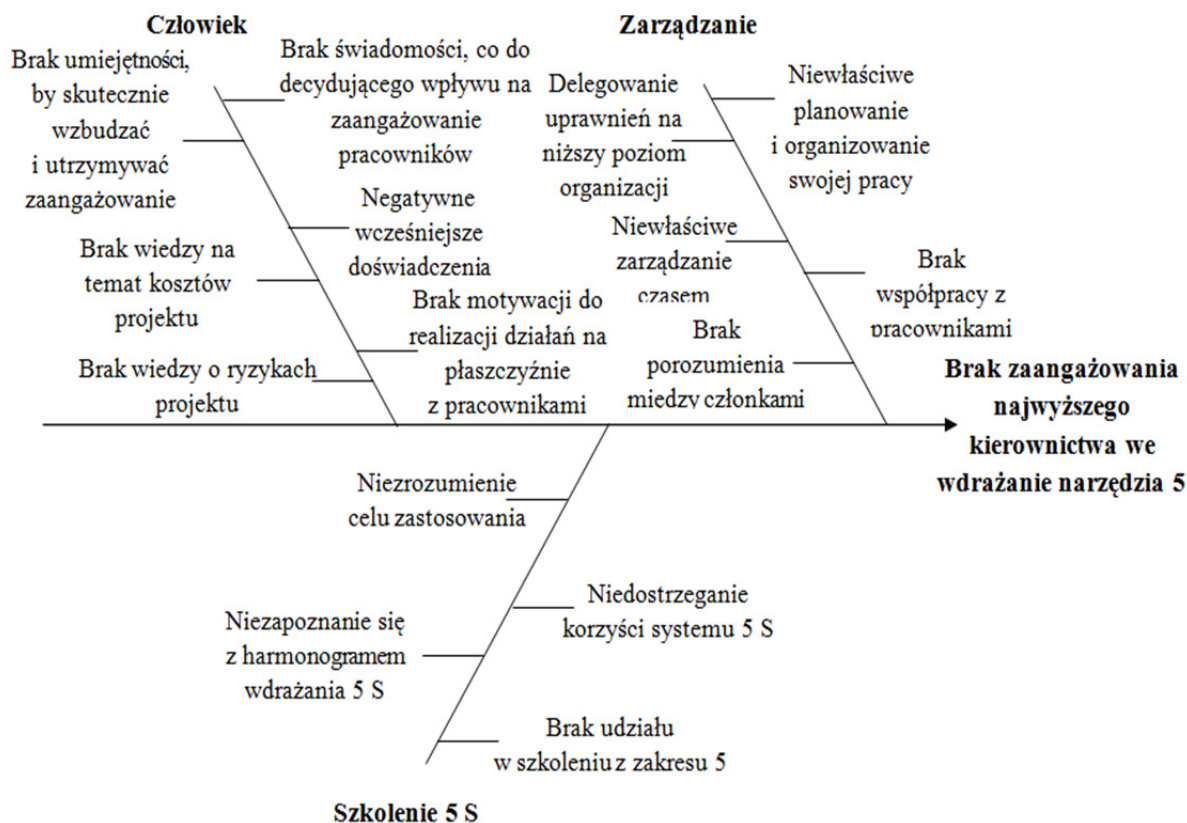 Człowiek
Brak umiejętności,
by skutecznie
wzbudzać
i utrzymywać
zaangażowanie
Brak świadomości, co do
decydującego wpływu na
zaangażowanie
pracowników
Negatywne
wcześniejsze
doświadczenia
Brak wiedzy na
temat kosztów
projektu
Brak motywacji do
realizacji działań na
płaszczyźnie
z pracownikami
Brak wiedzy o ryzykach
projektu
Zarządzanie
Delegowanie
uprawnień na
niższy poziom
organizacji
Niewłaściwe
planowanie
i organizowanie
swojej pracy
Niewłaściwe
zarządzanie
czasem
Brak
współpracy z
pracownikami
Brak
porozumienia
między członkami
Brak zaangażowania
najwyższego
kierownictwa we
wdrażanie narzędzia 5
Niezrozumienie
celu zastosowania
Niedostrzeganie
korzyści systemu 5 S
Niezapoznanie się
z harmonogramem
wdrażania 5 S
Brak udziału
w szkoleniu z zakresu 5
Szkolenie 5 S